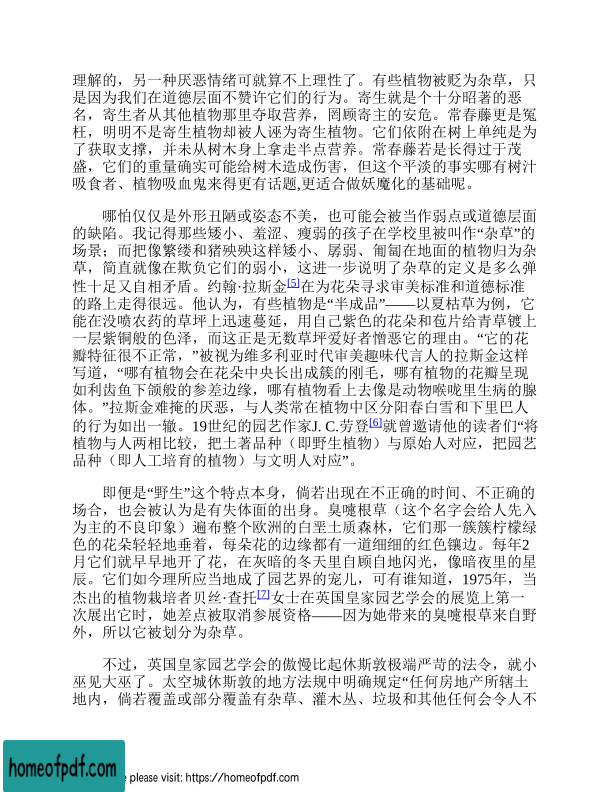 理解的，另一种厌恶情绪可就算不上理性了。有些植物被贬为杂草，只
是因为我们在道德层面不赞许它们的行为。寄生就是个十分昭著的恶
名，寄生者从其他植物那里夺取营养，罔顾寄主的安危。常春藤更是冤
枉，明明不是寄生植物却被人诬为寄生植物。它们依附在树上单纯是为
了获取支撑，并未从树木身上拿走半点营养。常春藤若是长得过于茂
盛，它们的重量确实可能给树木造成伤害，但这个平淡的事实哪有树汁
吸食者、植物吸血鬼来得更有话题,更适合做妖魔化的基础呢。
哪怕仅仅是外形丑陋或姿态不美，也可能会被当作弱点或道德层面
的缺陷。我记得那些矮小、羞涩、瘦弱的孩子在学校里被叫作“杂草”的
场景；而把像繁缕和猪殃殃这样矮小、孱弱、匍匐在地面的植物归为杂
草，简直就像在欺负它们的弱小，这进一步说明了杂草的定义是多么弹
性十足又自相矛盾。约翰·拉斯金[5]在为花朵寻求审美标准和道德标准
的路上走得很远。他认为，有些植物是“半成品”——以夏枯草为例，它
能在没喷农药的草坪上迅速蔓延，用自己紫色的花朵和苞片给青草镀上
一层紫铜般的色泽，而这正是无数草坪爱好者憎恶它的理由。“它的花
瓣特征很不正常，”被视为维多利亚时代审美趣味代言人的拉斯金这样
写道，“哪有植物会在花朵中央长出成簇的刚毛，哪有植物的花瓣呈现
如利齿鱼下颌般的参差边缘，哪有植物看上去像是动物喉咙里生病的腺
体。”拉斯金难掩的厌恶，与人类常在植物中区分阳春白雪和下里巴人
的行为如出一辙。19世纪的园艺作家J. C.劳登[6]就曾邀请他的读者们“将
植物与人两相比较，把土著品种（即野生植物）与原始人对应，把园艺
品种（即人工培育的植物）与文明人对应”。
即便是“野生”这个特点本身，倘若出现在不正确的时间、不正确的
场合，也会被认为是有失体面的出身。臭嚏根草（这个名字会给人先入
为主的不良印象）遍布整个欧洲的白垩土质森林，它们那一簇簇柠檬绿
色的花朵轻轻地垂着，每朵花的边缘都有一道细细的红色镶边。每年2
月它们就早早地开了花，在灰暗的冬天里自顾自地闪光，像暗夜里的星
辰。它们如今理所应当地成了园艺界的宠儿，可有谁知道，1975年，当
杰出的植物栽培者贝丝·查托[7]女士在英国皇家园艺学会的展览上第一
次展出它时，她差点被取消参展资格——因为她带来的臭嚏根草来自野
外，所以它被划分为杂草。
不过，英国皇家园艺学会的傲慢比起休斯敦极端严苛的法令，就小
巫见大巫了。太空城休斯敦的地方法规中明确规定“任何房地产所辖土
地内，倘若覆盖或部分覆盖有杂草、灌木丛、垃圾和其他任何会令人不
homeofpdf.com
e please visit: https://homeofpdf.com